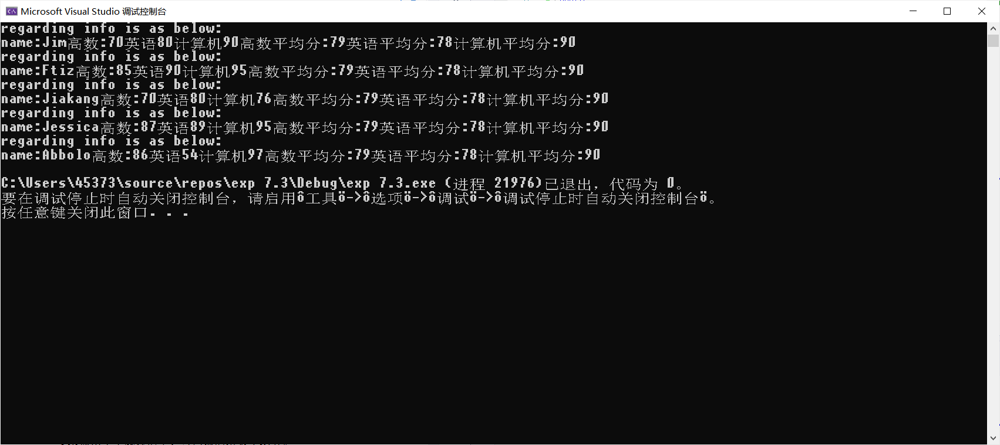 Microsoft Visual Studio 调试控制台
regarding info is as below:
name:Jim高数:70英语80计算机90高数平均分:79英语平均分:78计算机平均分:90
regarding info is as below:
name:Ftiz高数:85英语90计算机95高数平均分:79英语平均分:78计算机平均分:90
regarding info is as below:
name:Jiakang高数:70英语80计算机76高数平均分:79英语平均分:78计算机平均分:90
regarding info is as below:
name:Jessica高数:87英语89计算机95高数平均分:79英语平均分:78计算机平均分:90
regarding info is as below:
name:Abbolo高数:86英语54计算机97高数平均分:79英语平均分:78计算机平均分:90
C:\Users\45373\source\repos\exp 7.3\Debug\exp 7.3.exe (进程 21976)已退出，代码为 0。
要在调试停止时自动关闭控制台，请启用ô工具ö->ô选项ö->ô调试ö->ô调试停止时自动关闭控制台ö。
按任意键关闭此窗口. . .